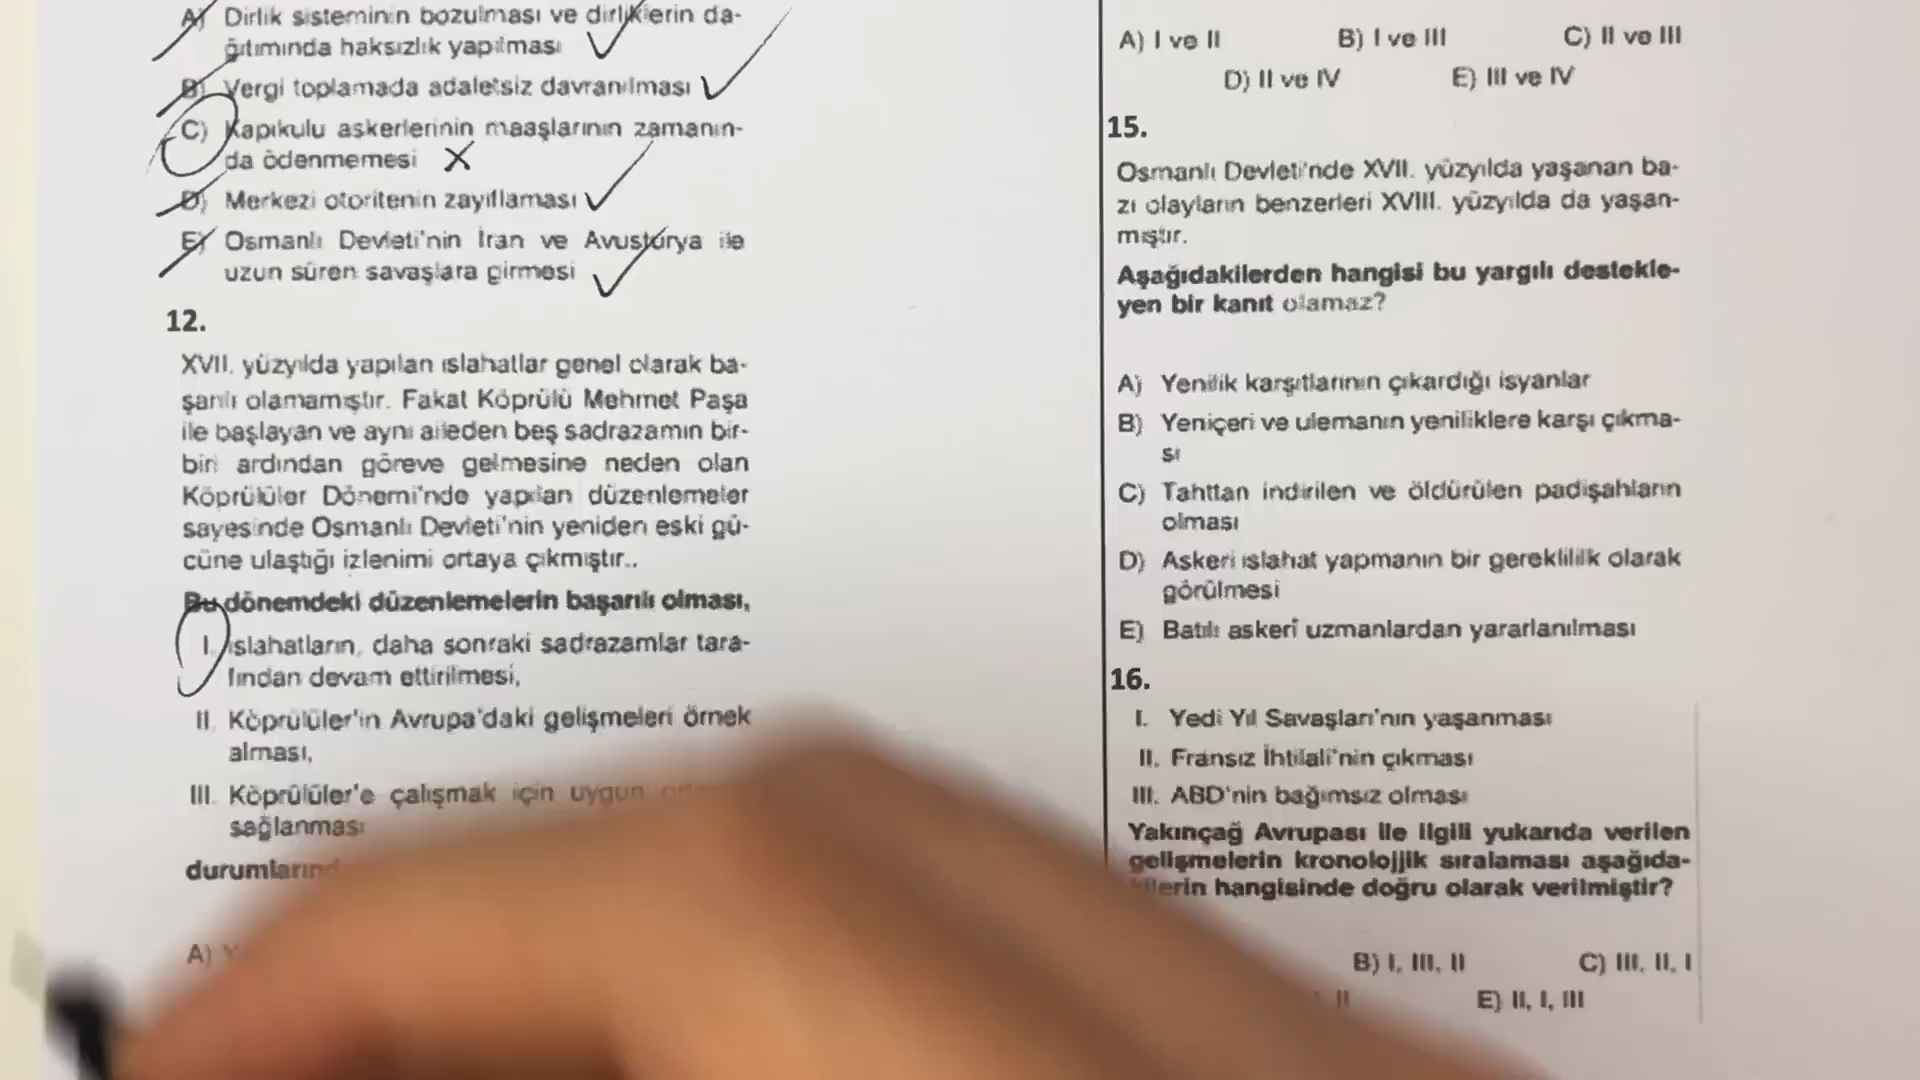 A) Dirlik sisteminin bozulması ve dirliklerin da-
ğıtımında haksızlık yapılması
B) Vergi toplamada adaletsiz davranılması
C) Kapıkulu askerlerinin maaşlarının zamanın-
da ödenmemesi
D) Merkezi otoritenin zayıflaması
E) Osmanlı Devleti'nin İran ve Avusturya ile
uzun süren savaşlara girmesi
12.
XVII. yüzyılda yapılan ıslahatlar genel olarak ba-
şarılı olamamıştır. Fakat Köprülü Mehmet Paşa
ile başlayan ve aynı aileden beş sadrazamın bir-
biri ardından göreve gelmesine neden olan
Köprülüler Dönemi'nde yapılan düzenlemeler
sayesinde Osmanlı Devleti'nin yeniden eski gü-
cüne ulaştığı izlenimi ortaya çıkmıştır..
Bu dönemdeki düzenlemelerin başarılı olması,
I. ıslahatların, daha sonraki sadrazamlar tara-
fından devam ettirilmesi,
II. Köprülüler'in Avrupa'daki gelişmeleri örnek
alması,
III. Köprülüler'e çalışmak için uygun
sağlanması
A)
A) I ve II B) I ve III C) II ve III
D) II ve IV E) III ve IV
15.
Osmanlı Devleti'nde XVII. yüzyılda yaşanan ba-
zı olayların benzerleri XVIII. yüzyılda da yaşan-
mıştır.
Aşağıdakilerden hangisi bu yargılı destekle-
yen bir kanıt olamaz?
A) Yenilik karşıtlarının çıkardığı isyanlar
B) Yeniçeri ve ulemanın yeniliklere karşı çıkma-
sı
C) Tahttan indirilen ve öldürülen padişahların
olması
D) Askeri ıslahat yapmanın bir gereklilik olarak
görülmesi
E) Batılı askerî uzmanlardan yararlanılması
16.
I. Yedi Yıl Savaşları'nın yaşanması
II. Fransız İhtilali'nin çıkması
III. ABD'nin bağımsız olması
Yakınçağ Avrupası ile ilgili yukarıda verilen
gelişmelerin kronolojjik sıralaması aşağıda-
kilerin hangisinde doğru olarak verilmiştir?
B) I, III, II C) III, II, I
II E) II, I, III